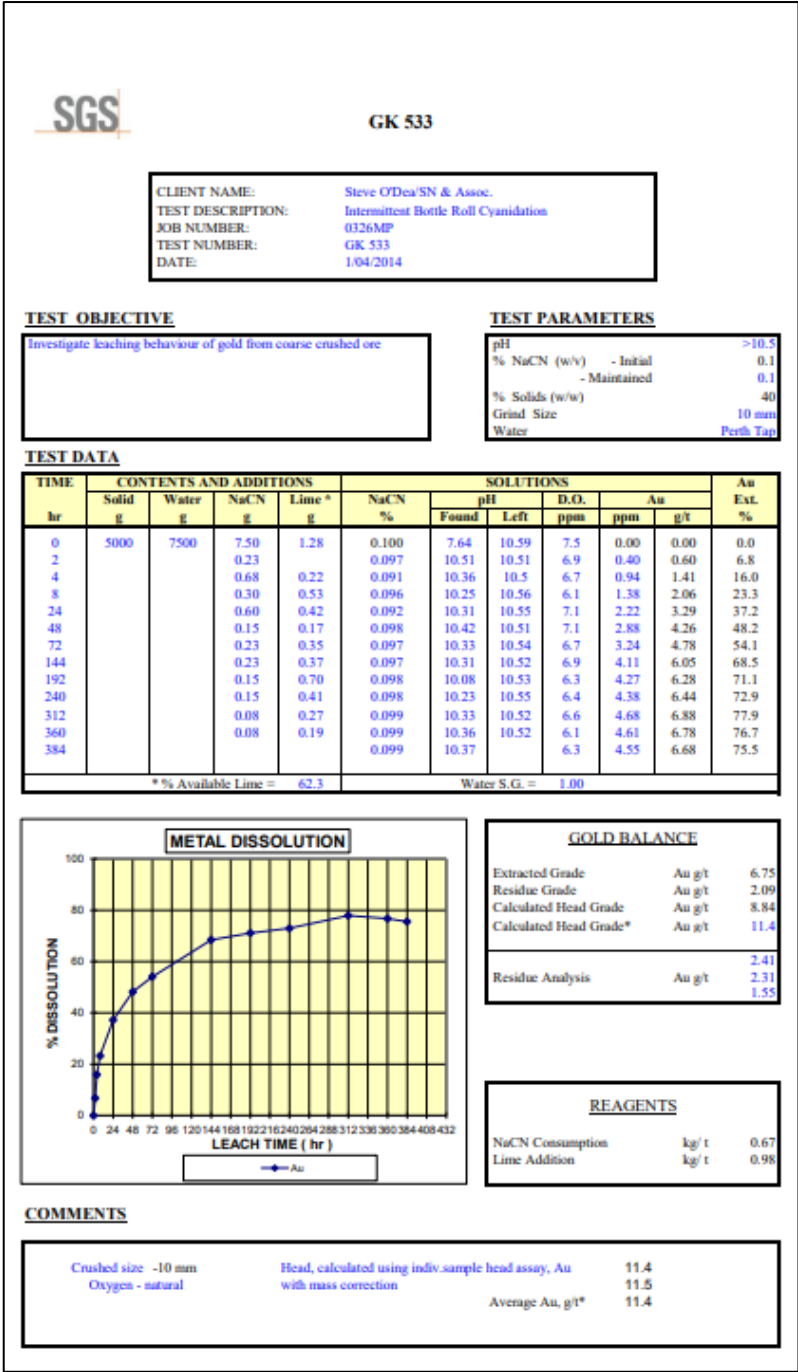 SGS
GK 533
CLIENT NAME: Steve O'Dea/SN & Assoc.
TEST DESCRIPTION: Intermittent Bottle Roll Cyanidation
JOB NUMBER: 0326MP
TEST NUMBER: GK 533
DATE: 1/04/2014
TEST OBJECTIVE
Investigate leaching behaviour of gold from coarse crushed ore
TEST PARAMETERS
pH >10.5
% NaCN (w/v) - Initial 0.1
- Maintained 0.1
% Solids (w/w) 40
Grind Size 10 mm
Water Perth Tap
TEST DATA
TIME CONTENTS AND ADDITIONS SOLUTIONS Au
Solid Water NaCN Lime * NaCN pH D.O. Au Ext.
hr g g g g % Found Left ppm ppm g/t %
0 5000 7500 7.50 1.28 0.100 7.64 10.59 7.5 0.00 0.00 0.0
2 0.23 0.097 10.51 10.51 6.9 0.40 0.60 6.8
4 0.68 0.22 0.091 10.36 10.5 6.7 0.94 1.41 16.0
8 0.30 0.53 0.096 10.25 10.56 6.1 1.38 2.06 23.3
24 0.60 0.42 0.092 10.31 10.55 7.1 2.22 3.29 37.2
48 0.15 0.17 0.098 10.42 10.51 7.1 2.88 4.26 48.2
72 0.23 0.35 0.097 10.33 10.54 6.7 3.24 4.78 54.1
144 0.23 0.37 0.097 10.31 10.52 6.9 4.11 6.05 68.5
192 0.15 0.70 0.098 10.08 10.53 6.3 4.27 6.28 71.1
240 0.15 0.41 0.098 10.23 10.55 6.4 4.38 6.44 72.9
312 0.08 0.27 0.099 10.33 10.52 6.6 4.68 6.88 77.9
360 0.08 0.19 0.099 10.36 10.52 6.1 4.61 6.78 76.7
384 0.099 10.37 6.3 4.55 6.68 75.5
* % Available Lime = 62.3 Water S.G. = 1.00
METAL DISSOLUTION
100
80
60
40
20
0
% DISSOLUTION
0 24 48 72 96 120 144 168 192 216 240 264 288 312 336 360 384 408 432
LEACH TIME ( hr )
Au
GOLD BALANCE
Extracted Grade Au g/t 6.75
Residue Grade Au g/t 2.09
Calculated Head Grade Au g/t 8.84
Calculated Head Grade* Au g/t 11.4
2.41
Residue Analysis Au g/t 2.31
1.55
REAGENTS
NaCN Consumption kg/ t 0.67
Lime Addition kg/ t 0.98
COMMENTS
Crushed size -10 mm Head, calculated using indiv.sample head assay, Au 11.4
Oxygen - natural with mass correction 11.5
Average Au, g/t* 11.4